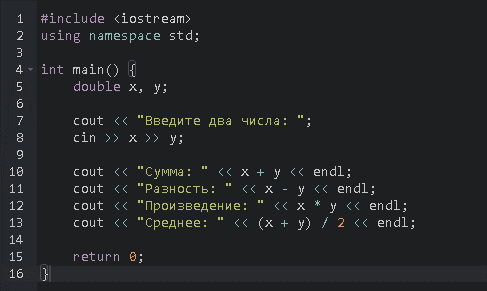 1 #include <iostream>
2 using namespace std;
3
4 int main() {
5     double x, y;
6
7     cout << "Введите два числа: ";
8     cin >> x >> y;
9
10     cout << "Сумма: " << x + y << endl;
11     cout << "Разность: " << x - y << endl;
12     cout << "Произведение: " << x * y << endl;
13     cout << "Среднее: " << (x + y) / 2 << endl;
14
15     return 0;
16 }